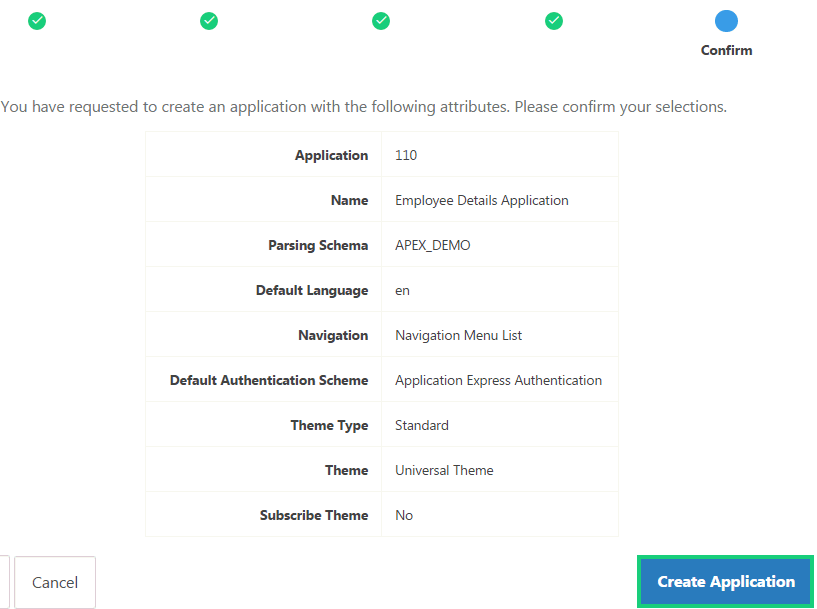 Confirm
You have requested to create an application with the following attributes. Please confirm your selections.
Application 110
Name Employee Details Application
Parsing Schema APEX_DEMO
Default Language en
Navigation Navigation Menu List
Default Authentication Scheme Application Express Authentication
Theme Type Standard
Theme Universal Theme
Subscribe Theme No
Cancel Create Application